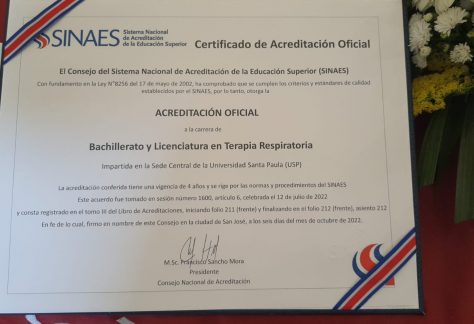 SINAES
Sistema Nacional
de Acreditación
de la Educación Superior
Certificado de Acreditación Oficial
El Consejo del Sistema Nacional de Acreditación de la Educación Superior (SINAES)
Con fundamento en la Ley N°8256 del 17 de mayo de 2002, ha comprobado que se cumplen los criterios y estándares de calidad
establecidos por el SINAES, por lo tanto, otorga la
ACREDITACIÓN OFICIAL
a la carrera de
Bachillerato y Licenciatura en Terapia Respiratoria
Impartida en la Sede Central de la Universidad Santa Paula (USP)
La acreditación conferida tiene una vigencia de 4 años y se rige por las normas y procedimientos del SINAES
Este acuerdo fue tomado en sesión número 1600, artículo 6, celebrada el 12 de julio de 2022
y consta registrado en el tomo III del Libro de Acreditaciones, iniciando folio 211 (frente) y finalizando en el folio 212 (frente), asiento 212
En fe de lo cual, firmo en nombre de este Consejo en la ciudad de San José, a los seis días del mes de octubre de 2022.
M.Sc. Francisco Sancho Mora
Presidente
Consejo Nacional de Acreditación